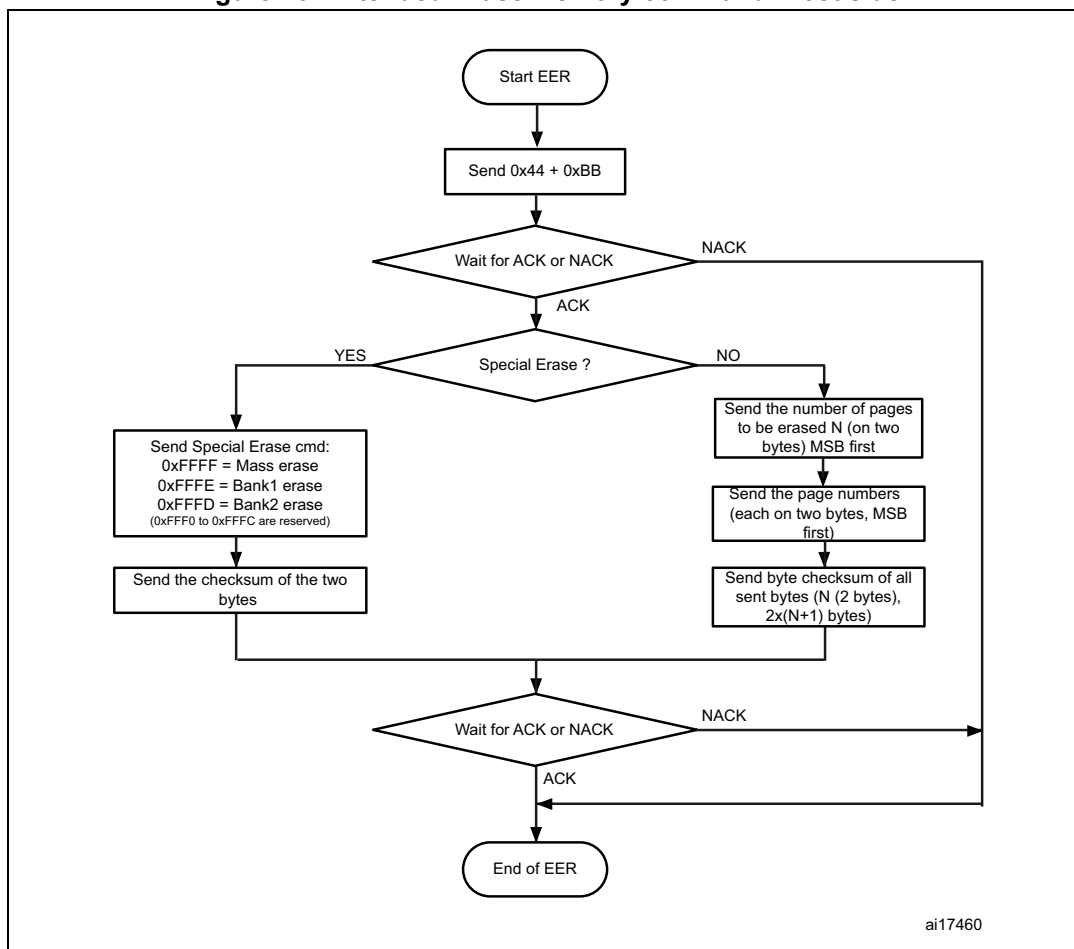 Start EER
Send 0x44 + 0xBB
Wait for ACK or NACK
NACK
ACK
YES
Special Erase ?
NO
Send Special Erase cmd:
0xFFFF = Mass erase
0xFFFE = Bank1 erase
0xFFFD = Bank2 erase
(0xFFF0 to 0xFFFC are reserved)
Send the checksum of the two
bytes
Send the number of pages
to be erased N (on two
bytes) MSB first
Send the page numbers
(each on two bytes, MSB
first)
Send byte checksum of all
sent bytes (N (2 bytes),
2x(N+1) bytes)
Wait for ACK or NACK
NACK
ACK
End of EER
ai17460